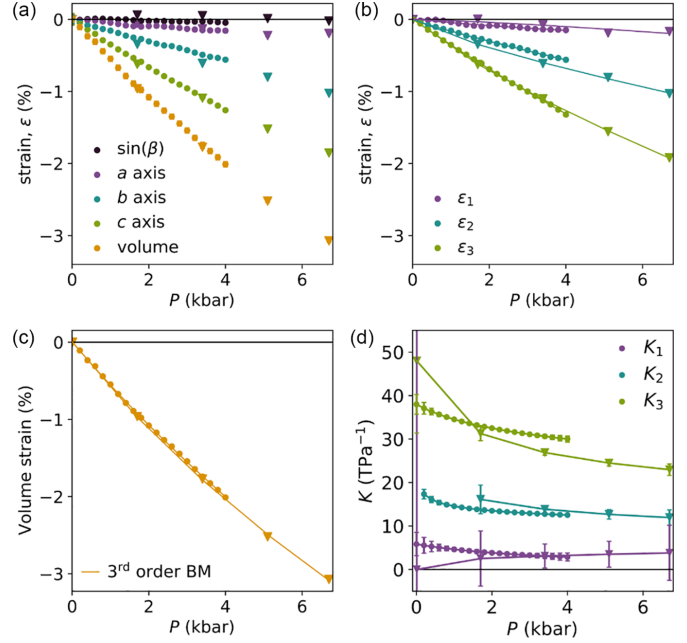 (a)
0
−1
−2
−3
strain, ε (%)
sin(β)
a axis
b axis
c axis
volume
0
2
4
6
P (kbar)
(b)
0
−1
−2
−3
strain, ε (%)
ε₁
ε₂
ε₃
0
2
4
6
P (kbar)
(c)
0
−1
−2
−3
Volume strain (%)
3ʳᵈ order BM
0
2
4
6
P (kbar)
(d)
50
40
30
20
10
0
K (TPa⁻¹)
K₁
K₂
K₃
0
2
4
6
P (kbar)